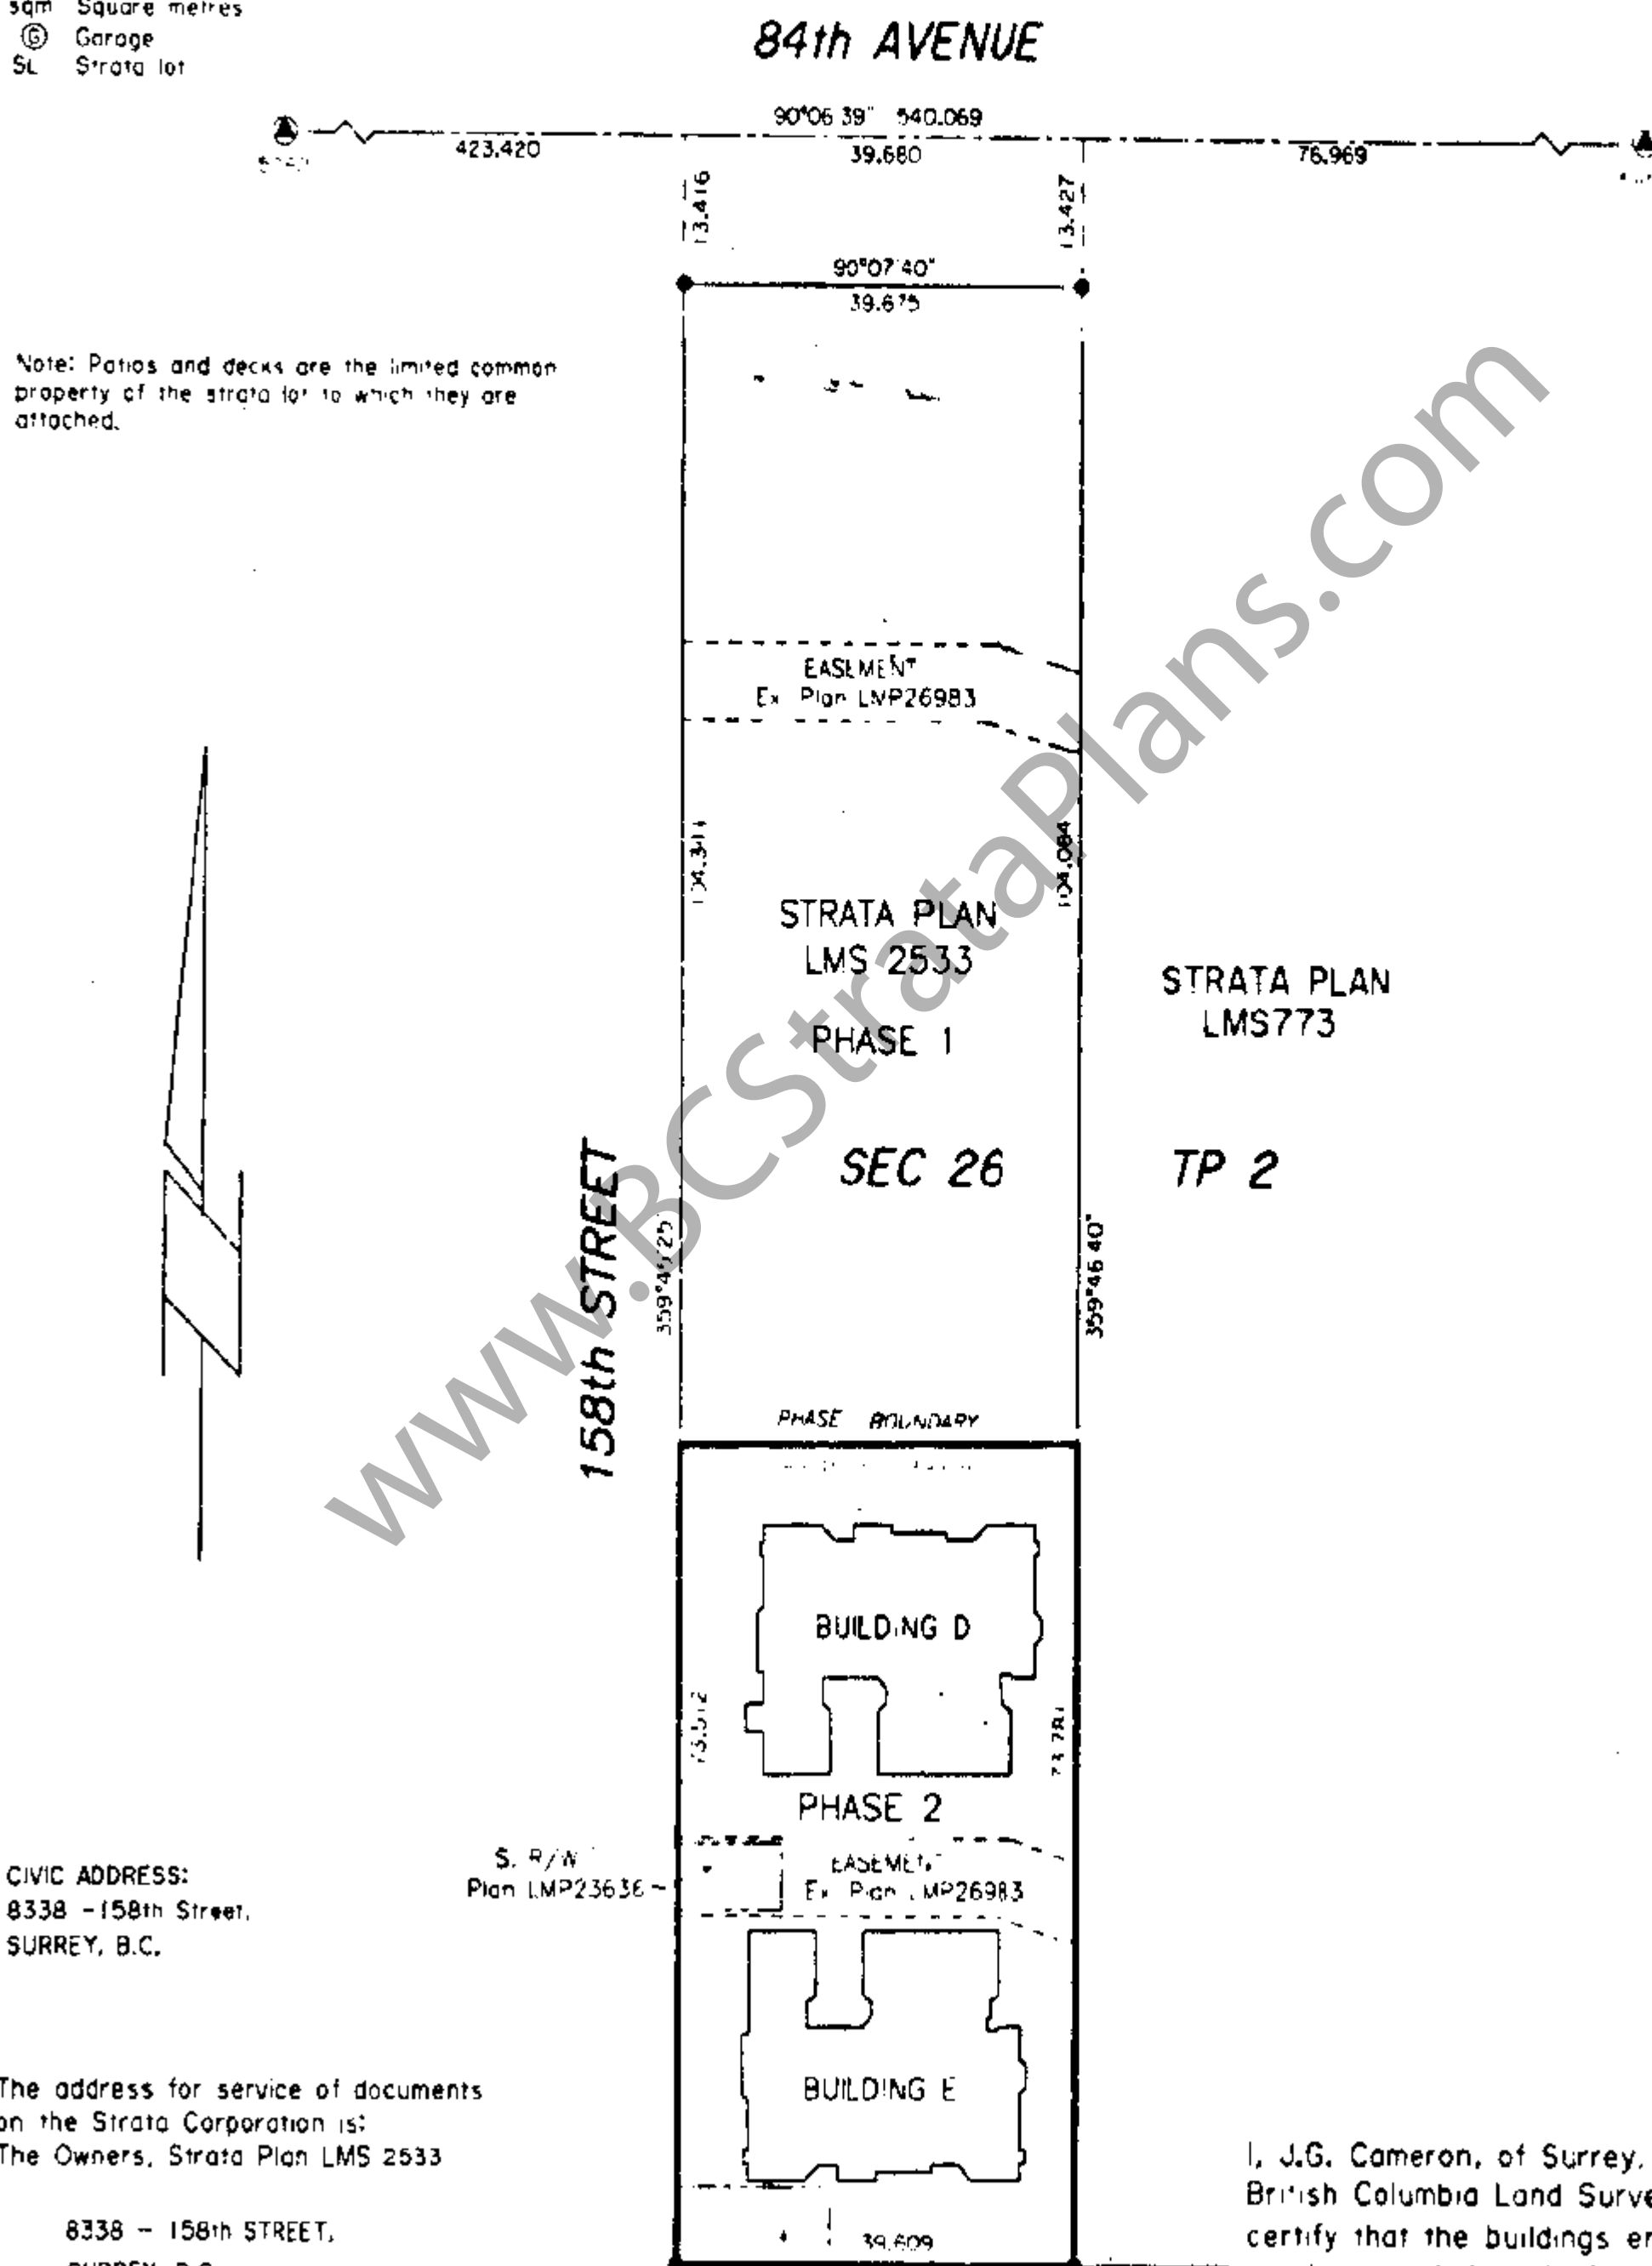 sqm Square metres
Ⓖ Garage
SL Strata lot
84th AVENUE
90°06'39" 540.069
423.420
39.680
76.969
13.416
13.427
90°07'40"
39.675
Note: Patios and decks are the limited common
property of the strata lot to which they are
attached.
EASEMENT
Ex Plan LMP26983
104.084
STRATA PLAN
LMS 2533
PHASE 1
STRATA PLAN
LMS773
SEC 26
TP 2
158th STREET
359°46'40"
PHASE BOUNDARY
BUILDING D
PHASE 2
S. R/W
Plan LMP23636
EASEMENT
Ex Plan LMP26983
CIVIC ADDRESS:
8338 -158th Street,
SURREY, B.C.
BUILDING E
The address for service of documents
on the Strata Corporation is:
The Owners, Strata Plan LMS 2533
8338 - 158th STREET,
39.609
I, J.G. Cameron, of Surrey,
British Columbia Land Surve
certify that the buildings er
www.BCStrataPlans.com